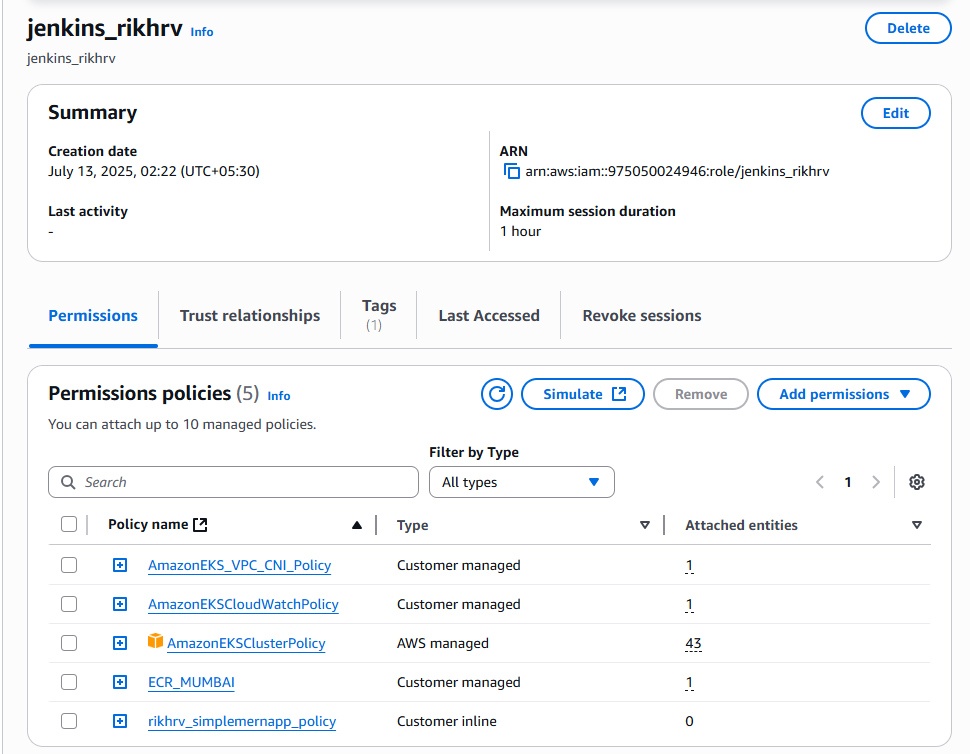 jenkins_rikhrv Info
Delete
jenkins_rikhrv
Summary
Edit
Creation date
July 13, 2025, 02:22 (UTC+05:30)
ARN
arn:aws:iam::975050024946:role/jenkins_rikhrv
Last activity
-
Maximum session duration
1 hour
Permissions
Trust relationships
Tags
(1)
Last Accessed
Revoke sessions
Permissions policies (5) Info
Simulate
Remove
Add permissions
You can attach up to 10 managed policies.
Filter by Type
Search
All types
1
Policy name Type Attached entities
AmazonEKS_VPC_CNI_Policy Customer managed 1
AmazonEKSCloudWatchPolicy Customer managed 1
AmazonEKSClusterPolicy AWS managed 43
ECR_MUMBAI Customer managed 1
rikhrv_simplemernapp_policy Customer inline 0